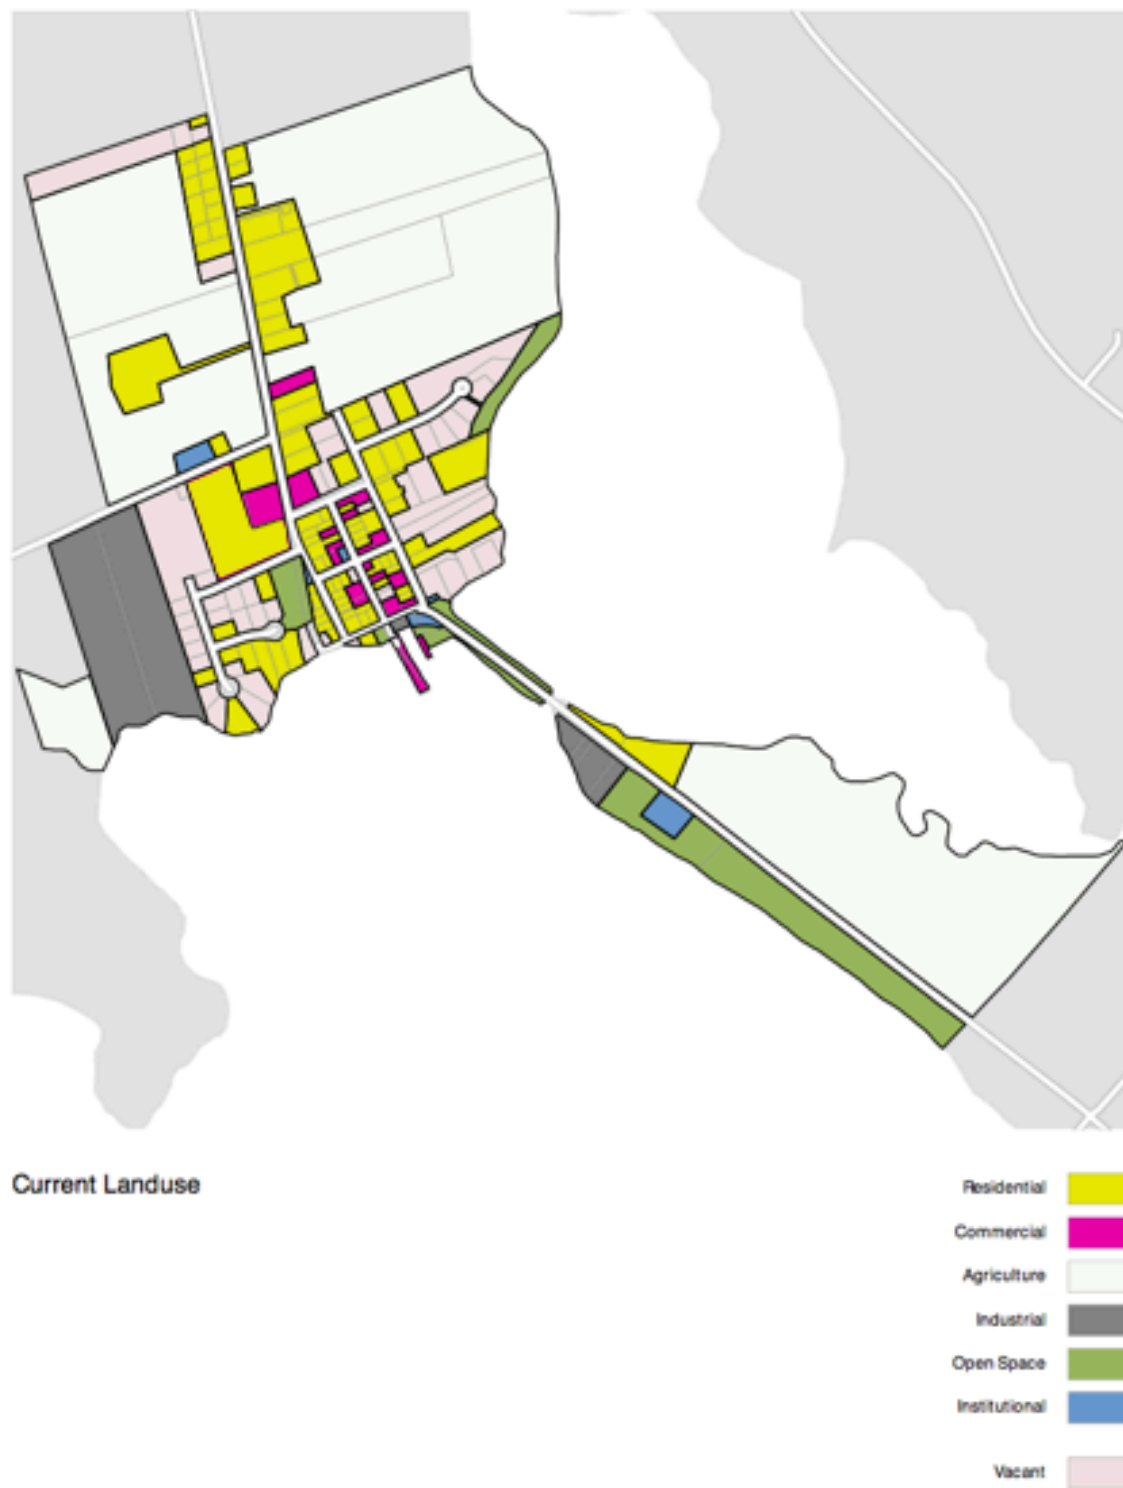 Current Landuse
Residential
Commercial
Agriculture
Industrial
Open Space
Institutional
Vacant